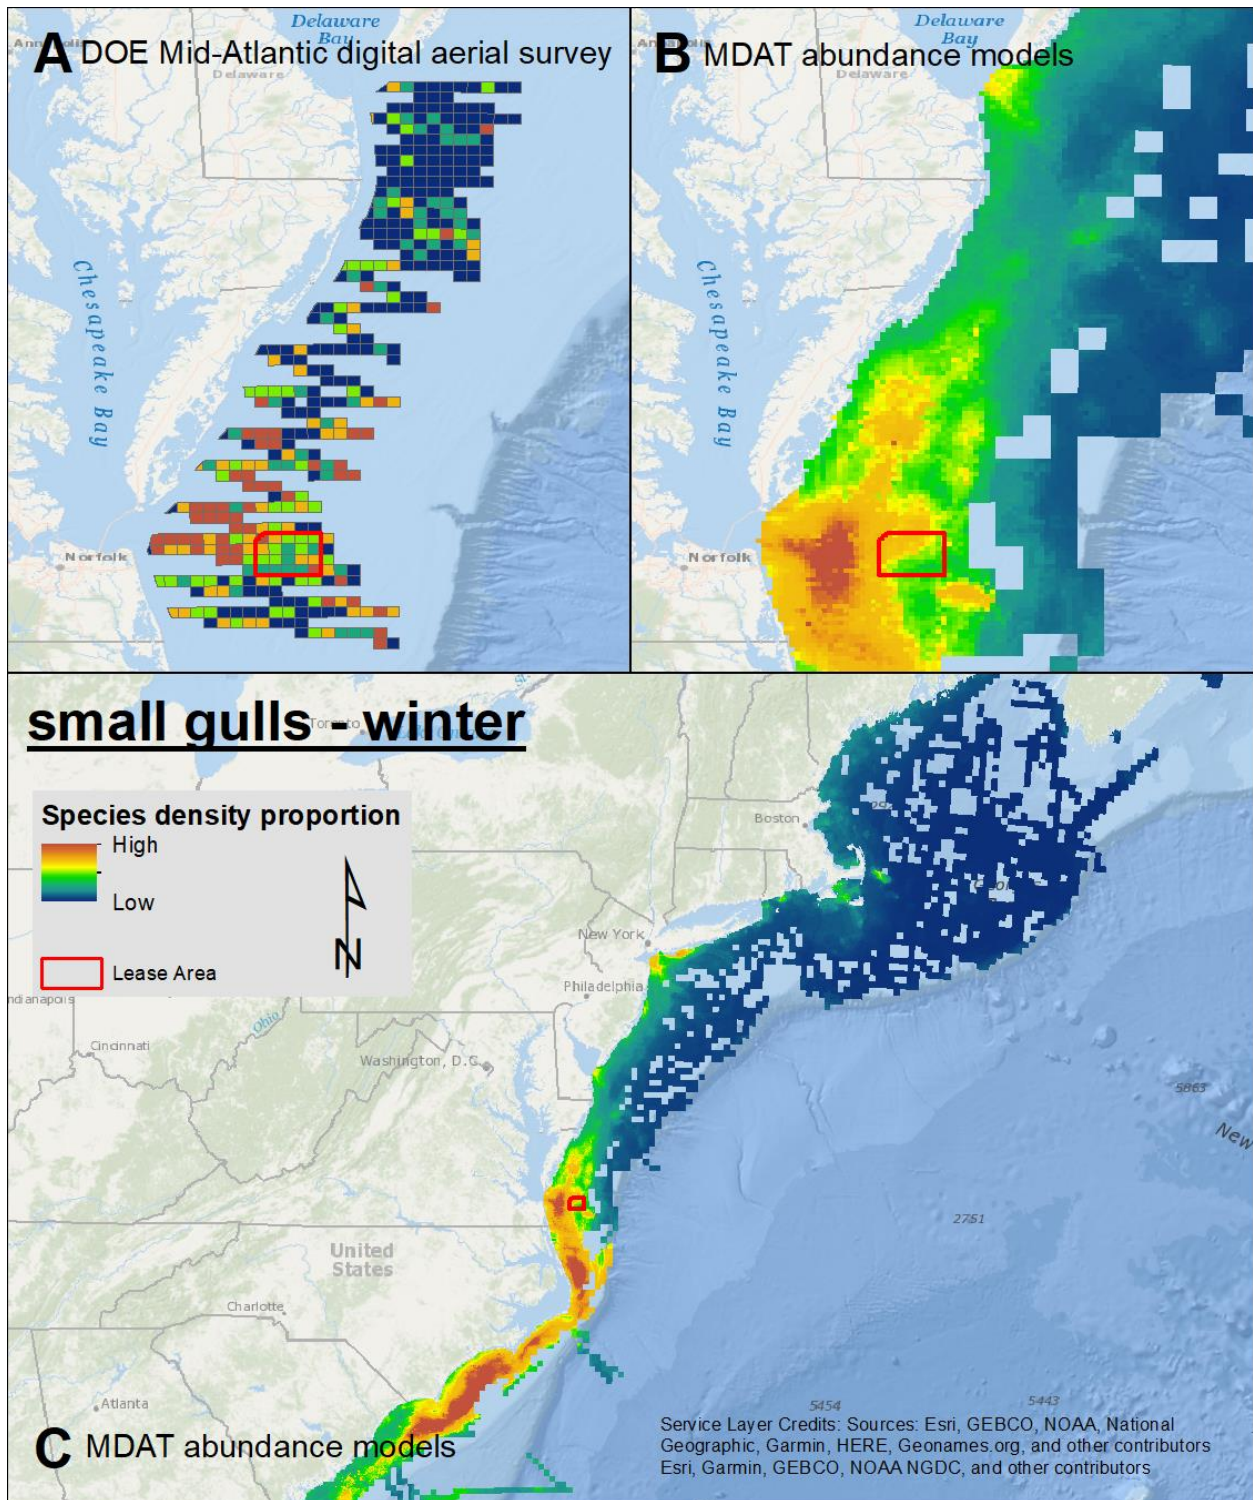 Delaware
Bay
A DOE Mid-Atlantic digital aerial survey
Delaware
Chesapeake Bay
Norfolk
Delaware
Bay
B MDAT abundance models
Delaware
Chesapeake Bay
Norfolk
small gulls - winter
Toronto
Species density proportion
High
Low
N
Lease Area
Boston
New York
Philadelphia
ndianapolis
Ohio
Cincinnati
Washington, D.C.
5863
New
2751
United
States
Charlotte
Atlanta
5454
5443
C MDAT abundance models
Service Layer Credits: Sources: Esri, GEBCO, NOAA, National
Geographic, Garmin, HERE, Geonames.org, and other contributors
Esri, Garmin, GEBCO, NOAA NGDC, and other contributors